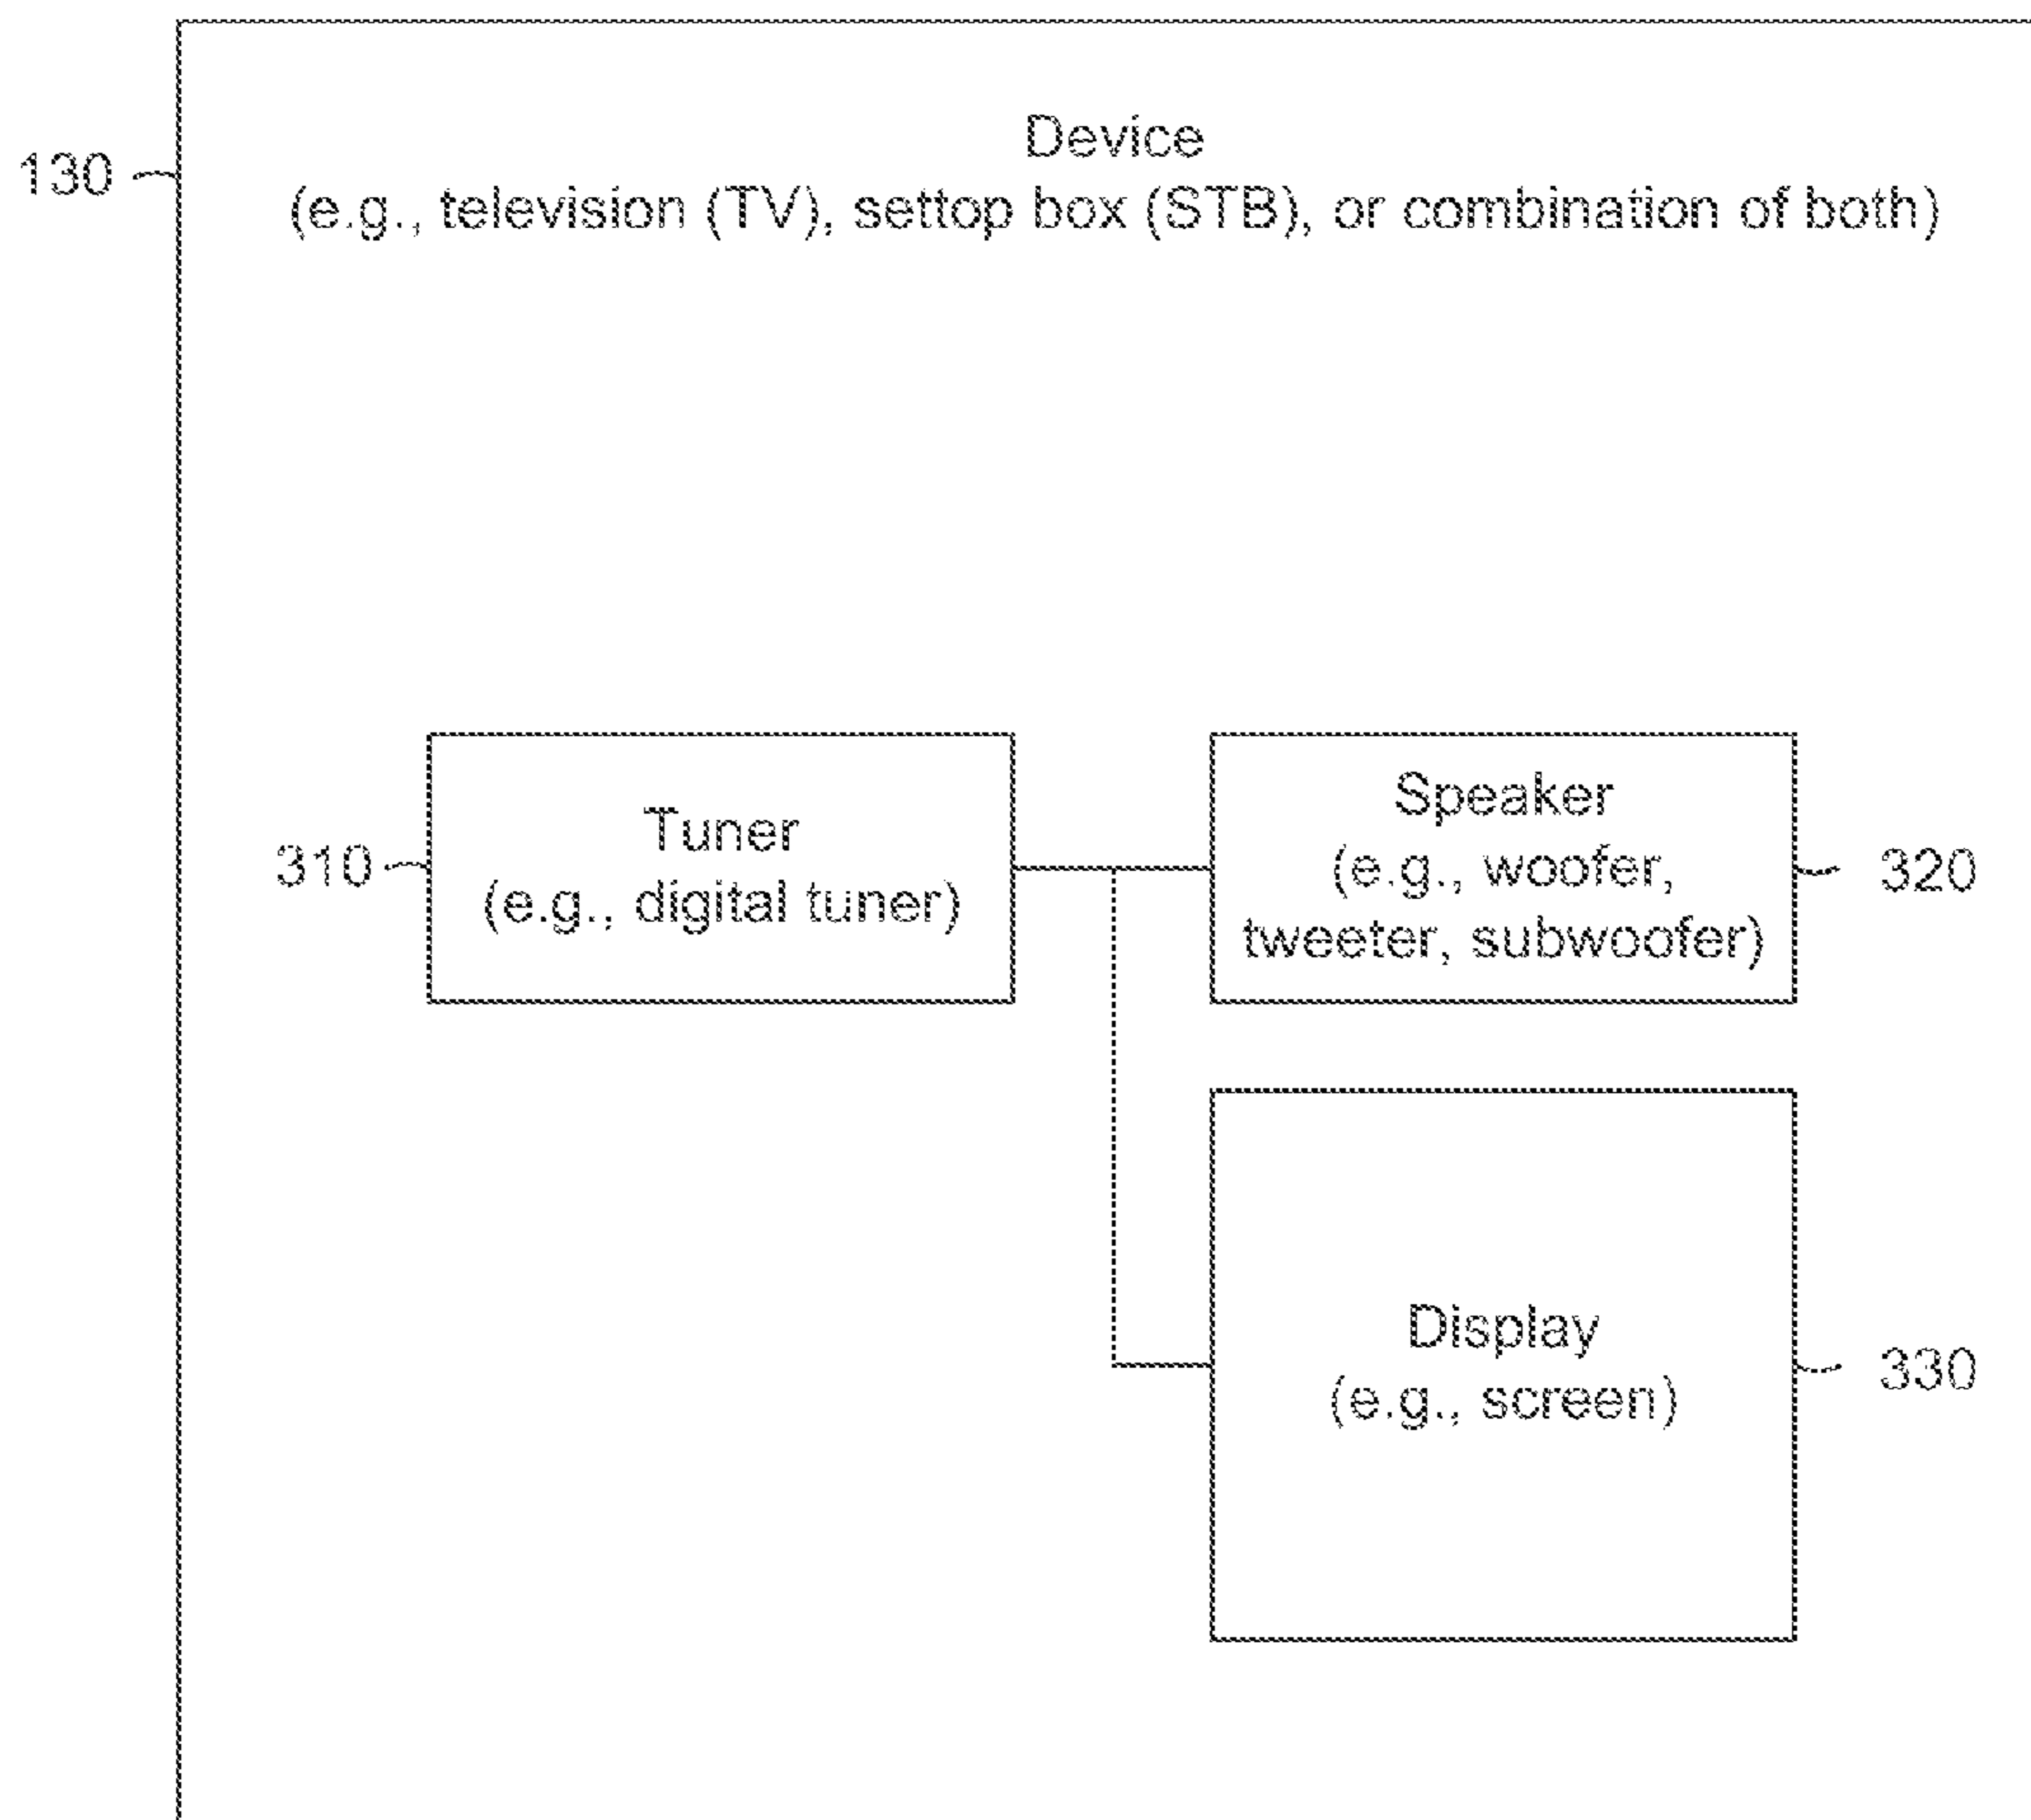 Device
130
(e.g., television (TV), settop box (STB), or combination of both)
Tuner
(e.g., digital tuner)
310
Speaker
(e.g., woofer,
tweeter, subwoofer)
320
Display
(e.g., screen)
330